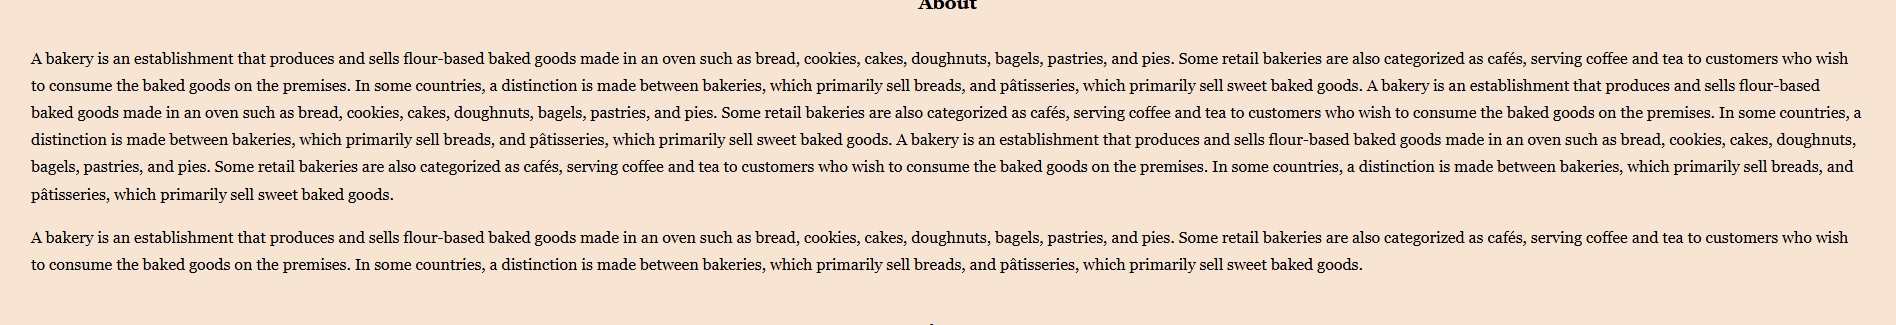 About
A bakery is an establishment that produces and sells flour-based baked goods made in an oven such as bread, cookies, cakes, doughnuts, bagels, pastries, and pies. Some retail bakeries are also categorized as cafés, serving coffee and tea to customers who wish
to consume the baked goods on the premises. In some countries, a distinction is made between bakeries, which primarily sell breads, and pâtisseries, which primarily sell sweet baked goods. A bakery is an establishment that produces and sells flour-based
baked goods made in an oven such as bread, cookies, cakes, doughnuts, bagels, pastries, and pies. Some retail bakeries are also categorized as cafés, serving coffee and tea to customers who wish to consume the baked goods on the premises. In some countries, a
distinction is made between bakeries, which primarily sell breads, and pâtisseries, which primarily sell sweet baked goods. A bakery is an establishment that produces and sells flour-based baked goods made in an oven such as bread, cookies, cakes, doughnuts,
bagels, pastries, and pies. Some retail bakeries are also categorized as cafés, serving coffee and tea to customers who wish to consume the baked goods on the premises. In some countries, a distinction is made between bakeries, which primarily sell breads, and
pâtisseries, which primarily sell sweet baked goods.
A bakery is an establishment that produces and sells flour-based baked goods made in an oven such as bread, cookies, cakes, doughnuts, bagels, pastries, and pies. Some retail bakeries are also categorized as cafés, serving coffee and tea to customers who wish
to consume the baked goods on the premises. In some countries, a distinction is made between bakeries, which primarily sell breads, and pâtisseries, which primarily sell sweet baked goods.